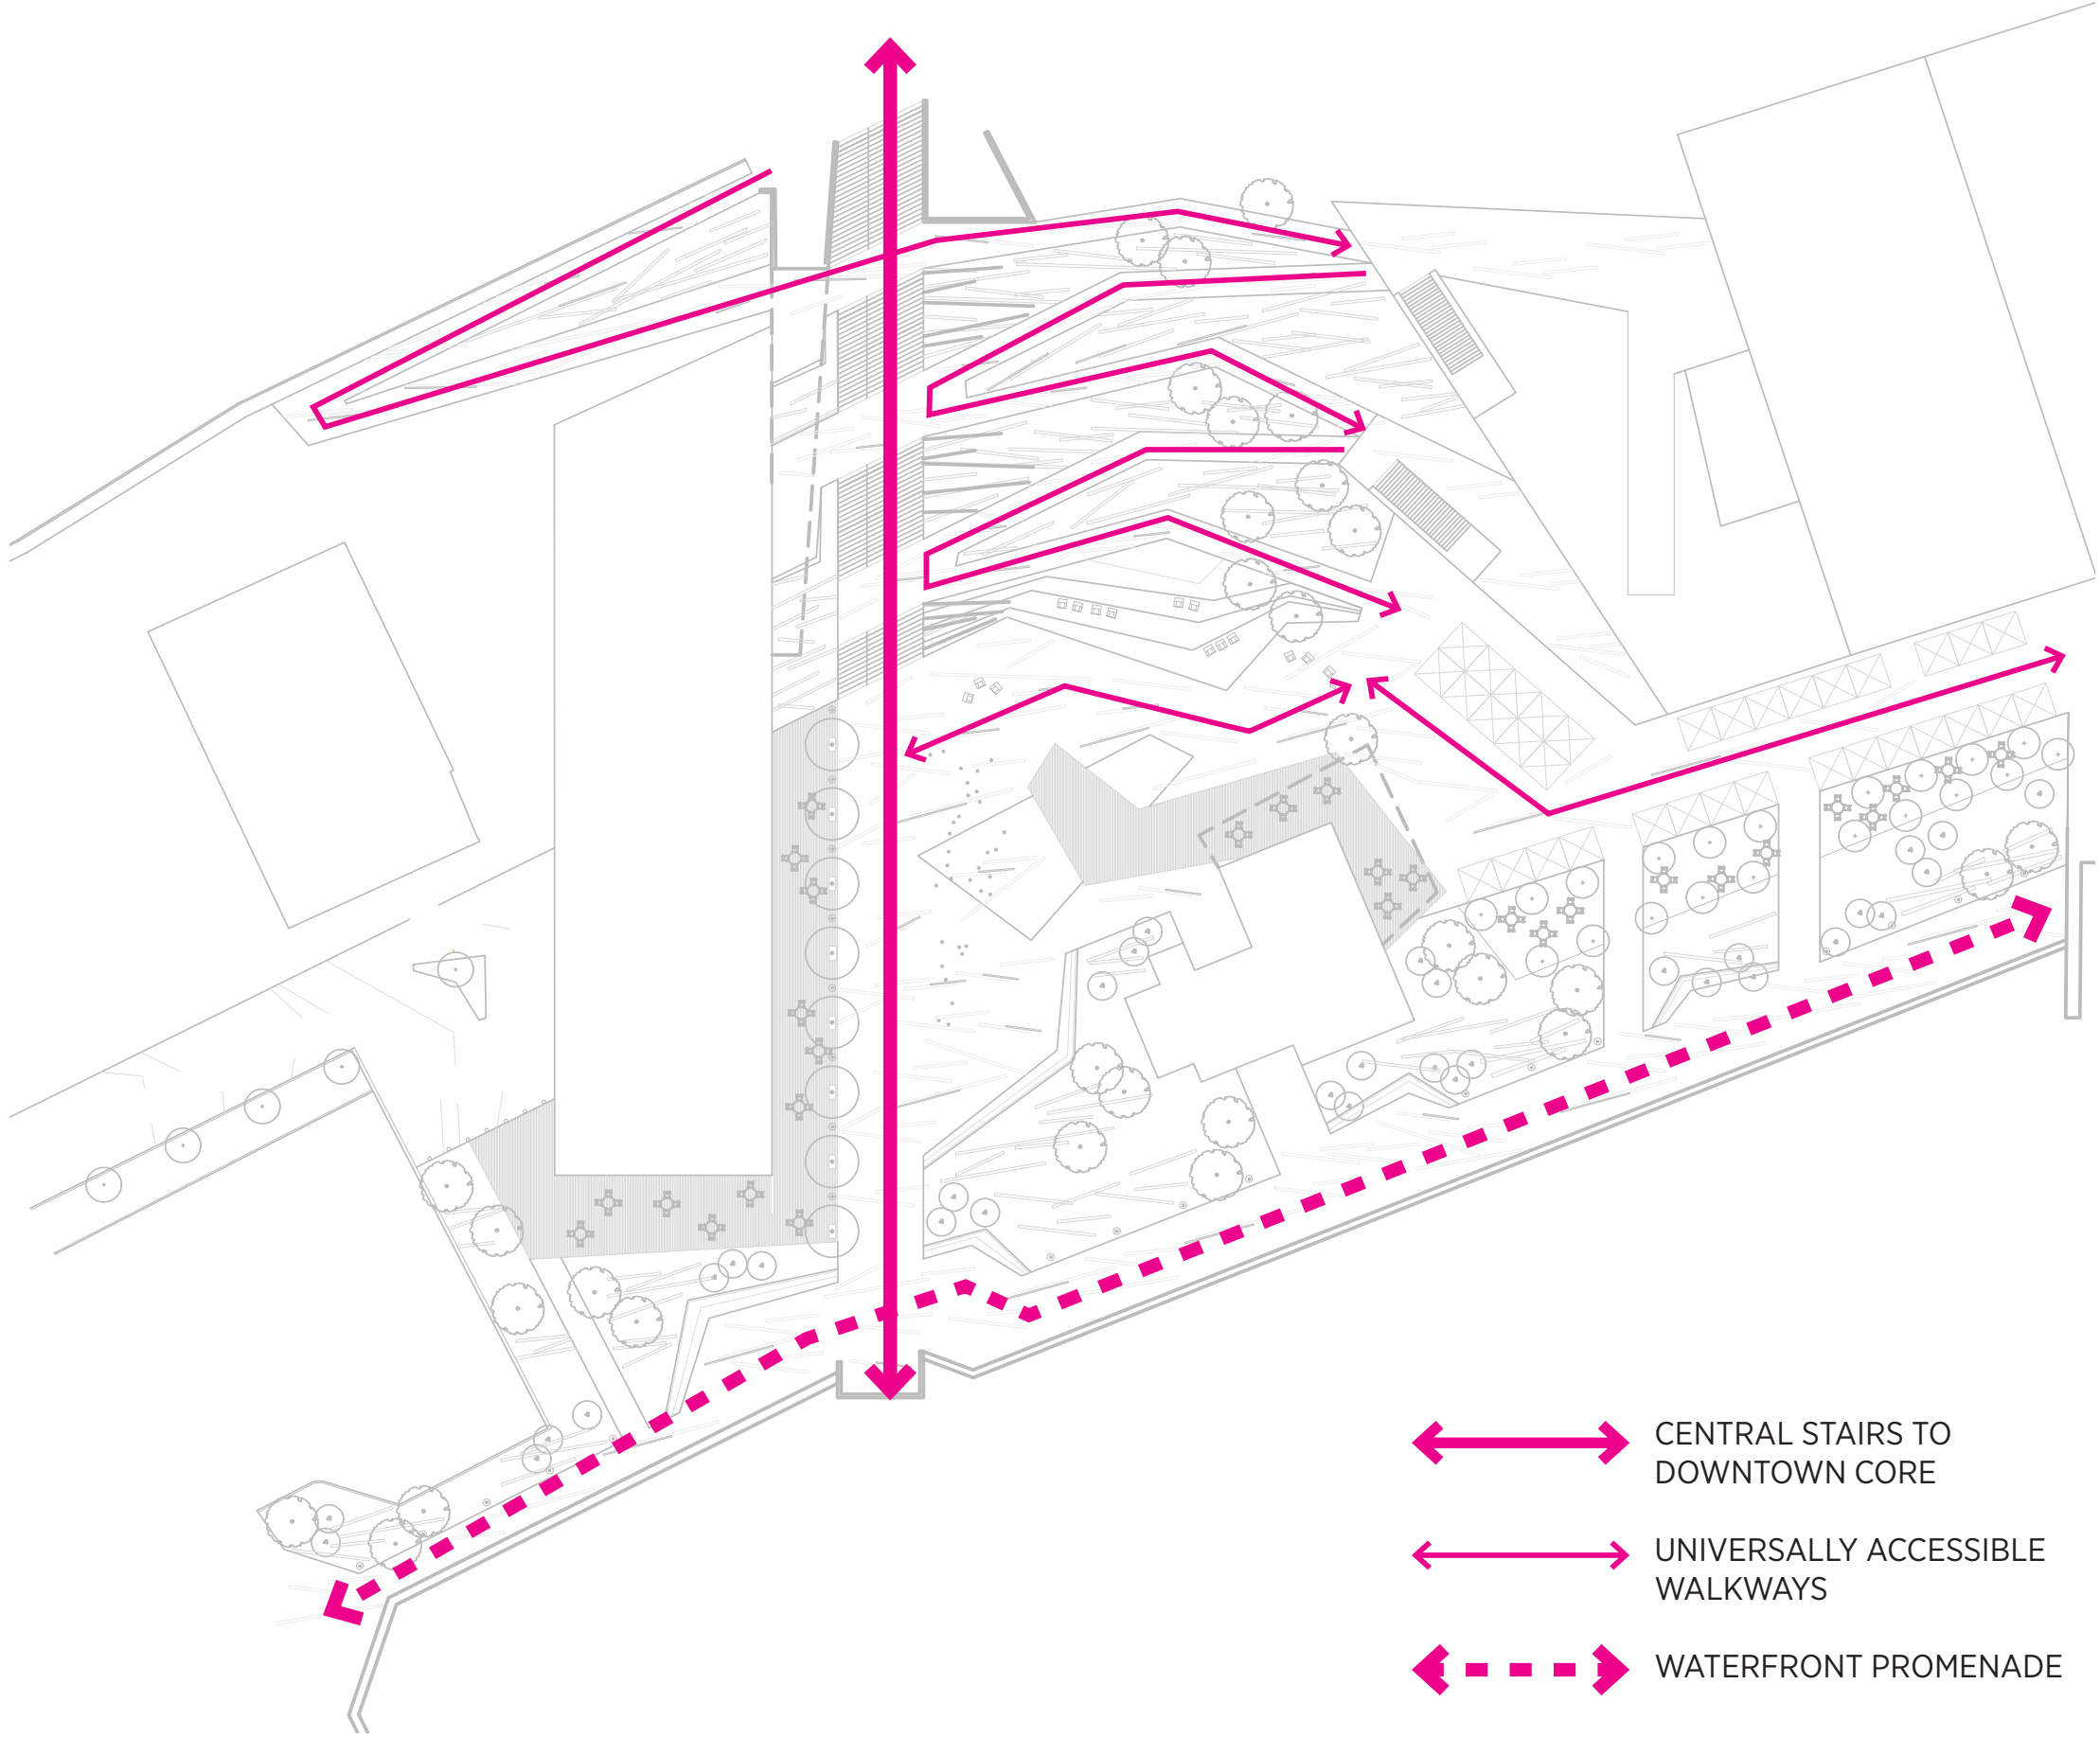 CENTRAL STAIRS TO
DOWNTOWN CORE
UNIVERSALLY ACCESSIBLE
WALKWAYS
WATERFRONT PROMENADE